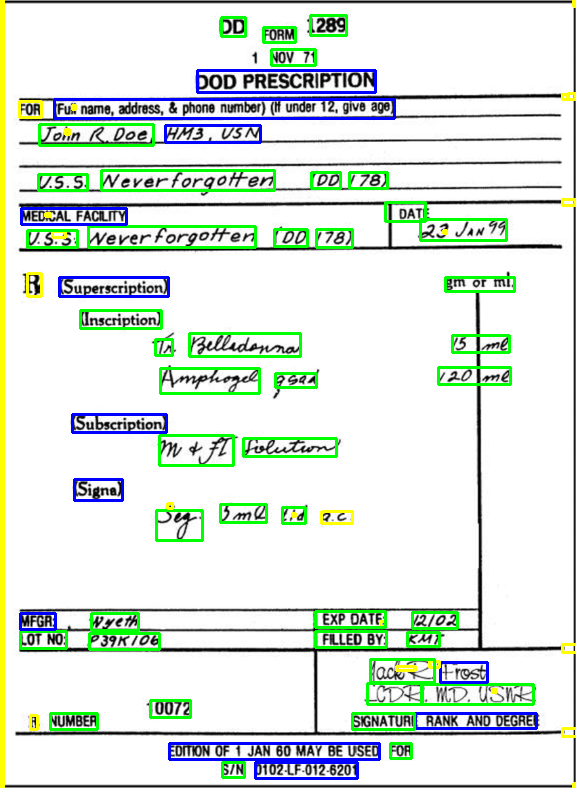 DD FORM 1289
1 NOV 71
DOD PRESCRIPTION
FOR (Full name, address, & phone number) (If under 12, give age)
John R. Doe, HM3, USN
U.S.S. Neverforgotten (DD 178)
MEDICAL FACILITY DATE
U.S.S. Neverforgotten (DD 178) 23 JAN 99
R (Superscription) gm or ml.
(Inscription)
Tr. Belladonna 15 ml
Amphogel qsad 120 ml
(Subscription)
M & Ft Solution
(Signa)
Sig. 5 ml t.i.d. a.c.
MFGR: Wyeth EXP DATE: 12/02
LOT NO: P39K106 FILLED BY: KMT
Jack R. Frost
LCDR, MD, USNR
10072
R NUMBER SIGNATURE RANK AND DEGREE
EDITION OF 1 JAN 60 MAY BE USED FOR
S/N 0102-LF-012-6201